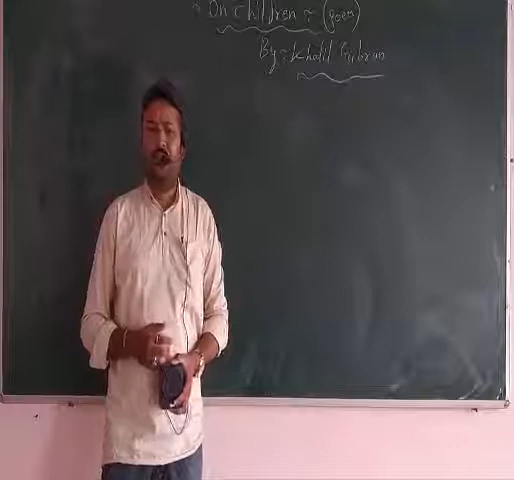 On children ~ (poem)
By :- Khalil Gibran